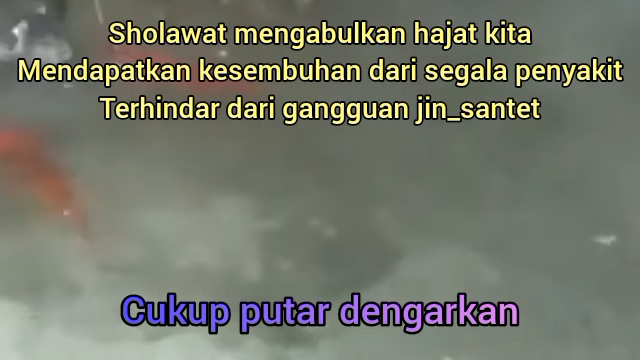 Sholawat mengabulkan hajat kita
Mendapatkan kesembuhan dari segala penyakit
Terhindar dari gangguan jin_santet
Cukup putar dengarkan